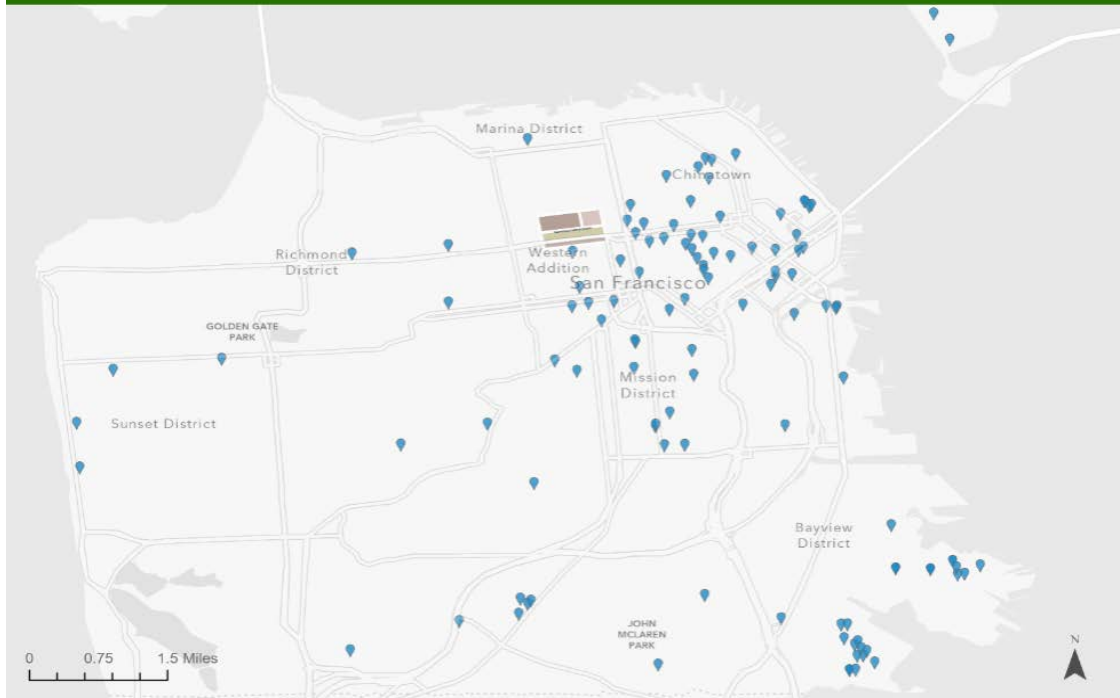 Marina District
Chinatown
Richmond
District
Western
Addition
San Francisco
GOLDEN GATE
PARK
Mission
District
Sunset District
Bayview
District
JOHN
MCLAREN
PARK
0 0.75 1.5 Miles
N